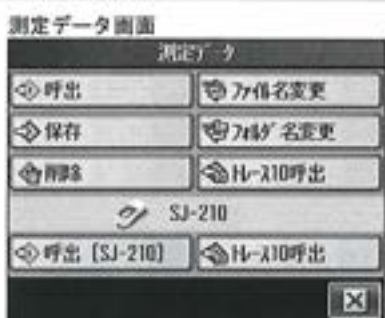 測定データ画面
測定データ
呼出
ファイル名変更
保存
フォルダ名変更
削除
トレース10呼出
SJ-210
呼出 [SJ-210]
トレース10呼出